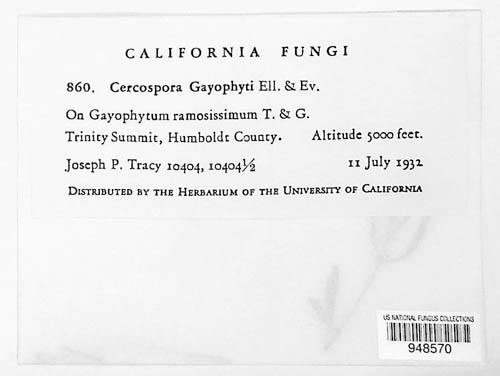 CALIFORNIA FUNGI
860. Cercospora Gayophyti Ell. & Ev.
On Gayophytum ramosissimum T. & G.
Trinity Summit, Humboldt County. Altitude 5000 feet.
Joseph P. Tracy 10404, 10404½ 11 July 1932
DISTRIBUTED BY THE HERBARIUM OF THE UNIVERSITY OF CALIFORNIA
US NATIONAL FUNGUS COLLECTIONS
948570